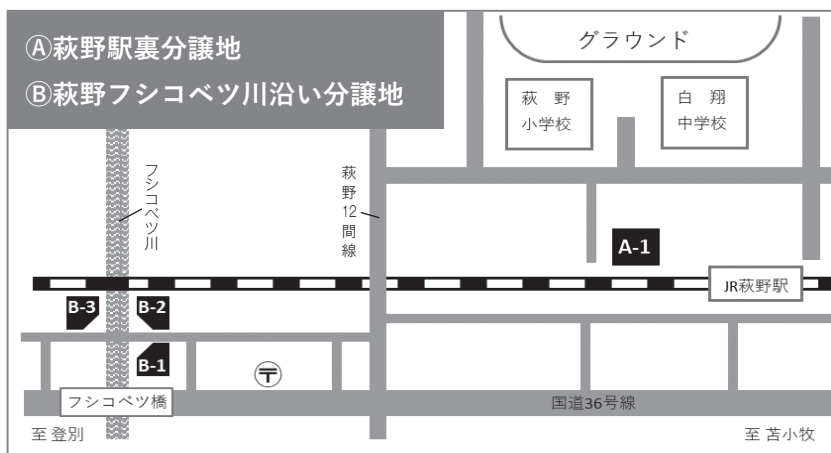 Ⓐ萩野駅裏分譲地
Ⓑ萩野フシコベツ川沿い分譲地
グラウンド
萩野
小学校
白翔
中学校
フシコベツ川
萩野12間線
A-1
JR萩野駅
B-3
B-2
B-1
〒
フシコベツ橋
国道36号線
至 登別
至 苫小牧